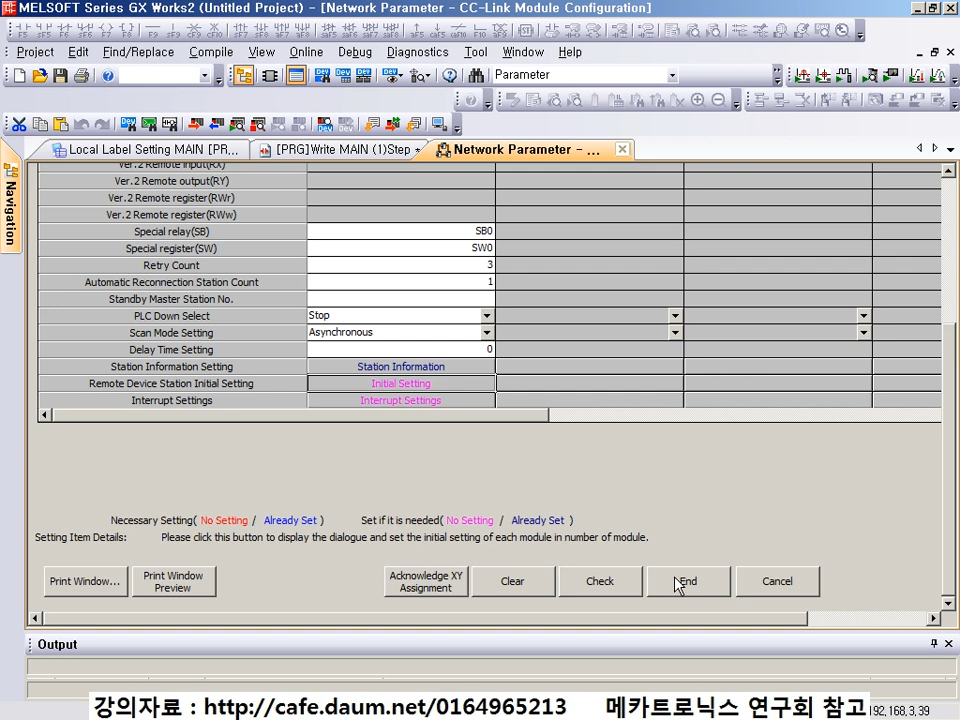 MELSOFT Series GX Works2 (Untitled Project) - [Network Parameter - CC-Link Module Configuration]
Project Edit Find/Replace Compile View Online Debug Diagnostics Tool Window Help
Parameter
Local Label Setting MAIN [PR... [PRG]Write MAIN (1)Step * Network Parameter - ...
Navigation
Ver.2 Remote input(RX)
Ver.2 Remote output(RY)
Ver.2 Remote register(RWr)
Ver.2 Remote register(RWw)
Special relay(SB) SB0
Special register(SW) SW0
Retry Count 3
Automatic Reconnection Station Count 1
Standby Master Station No.
PLC Down Select Stop
Scan Mode Setting Asynchronous
Delay Time Setting 0
Station Information Setting Station Information
Remote Device Station Initial Setting Initial Setting
Interrupt Settings Interrupt Settings
Necessary Setting( No Setting / Already Set ) Set if it is needed( No Setting / Already Set )
Setting Item Details: Please click this button to display the dialogue and set the initial setting of each module in number of module.
Print Window... Print Window Preview Acknowledge XY Assignment Clear Check End Cancel
Output
강의자료 : http://cafe.daum.net/0164965213 메카트로닉스 연구회 참고
192,168,3,39